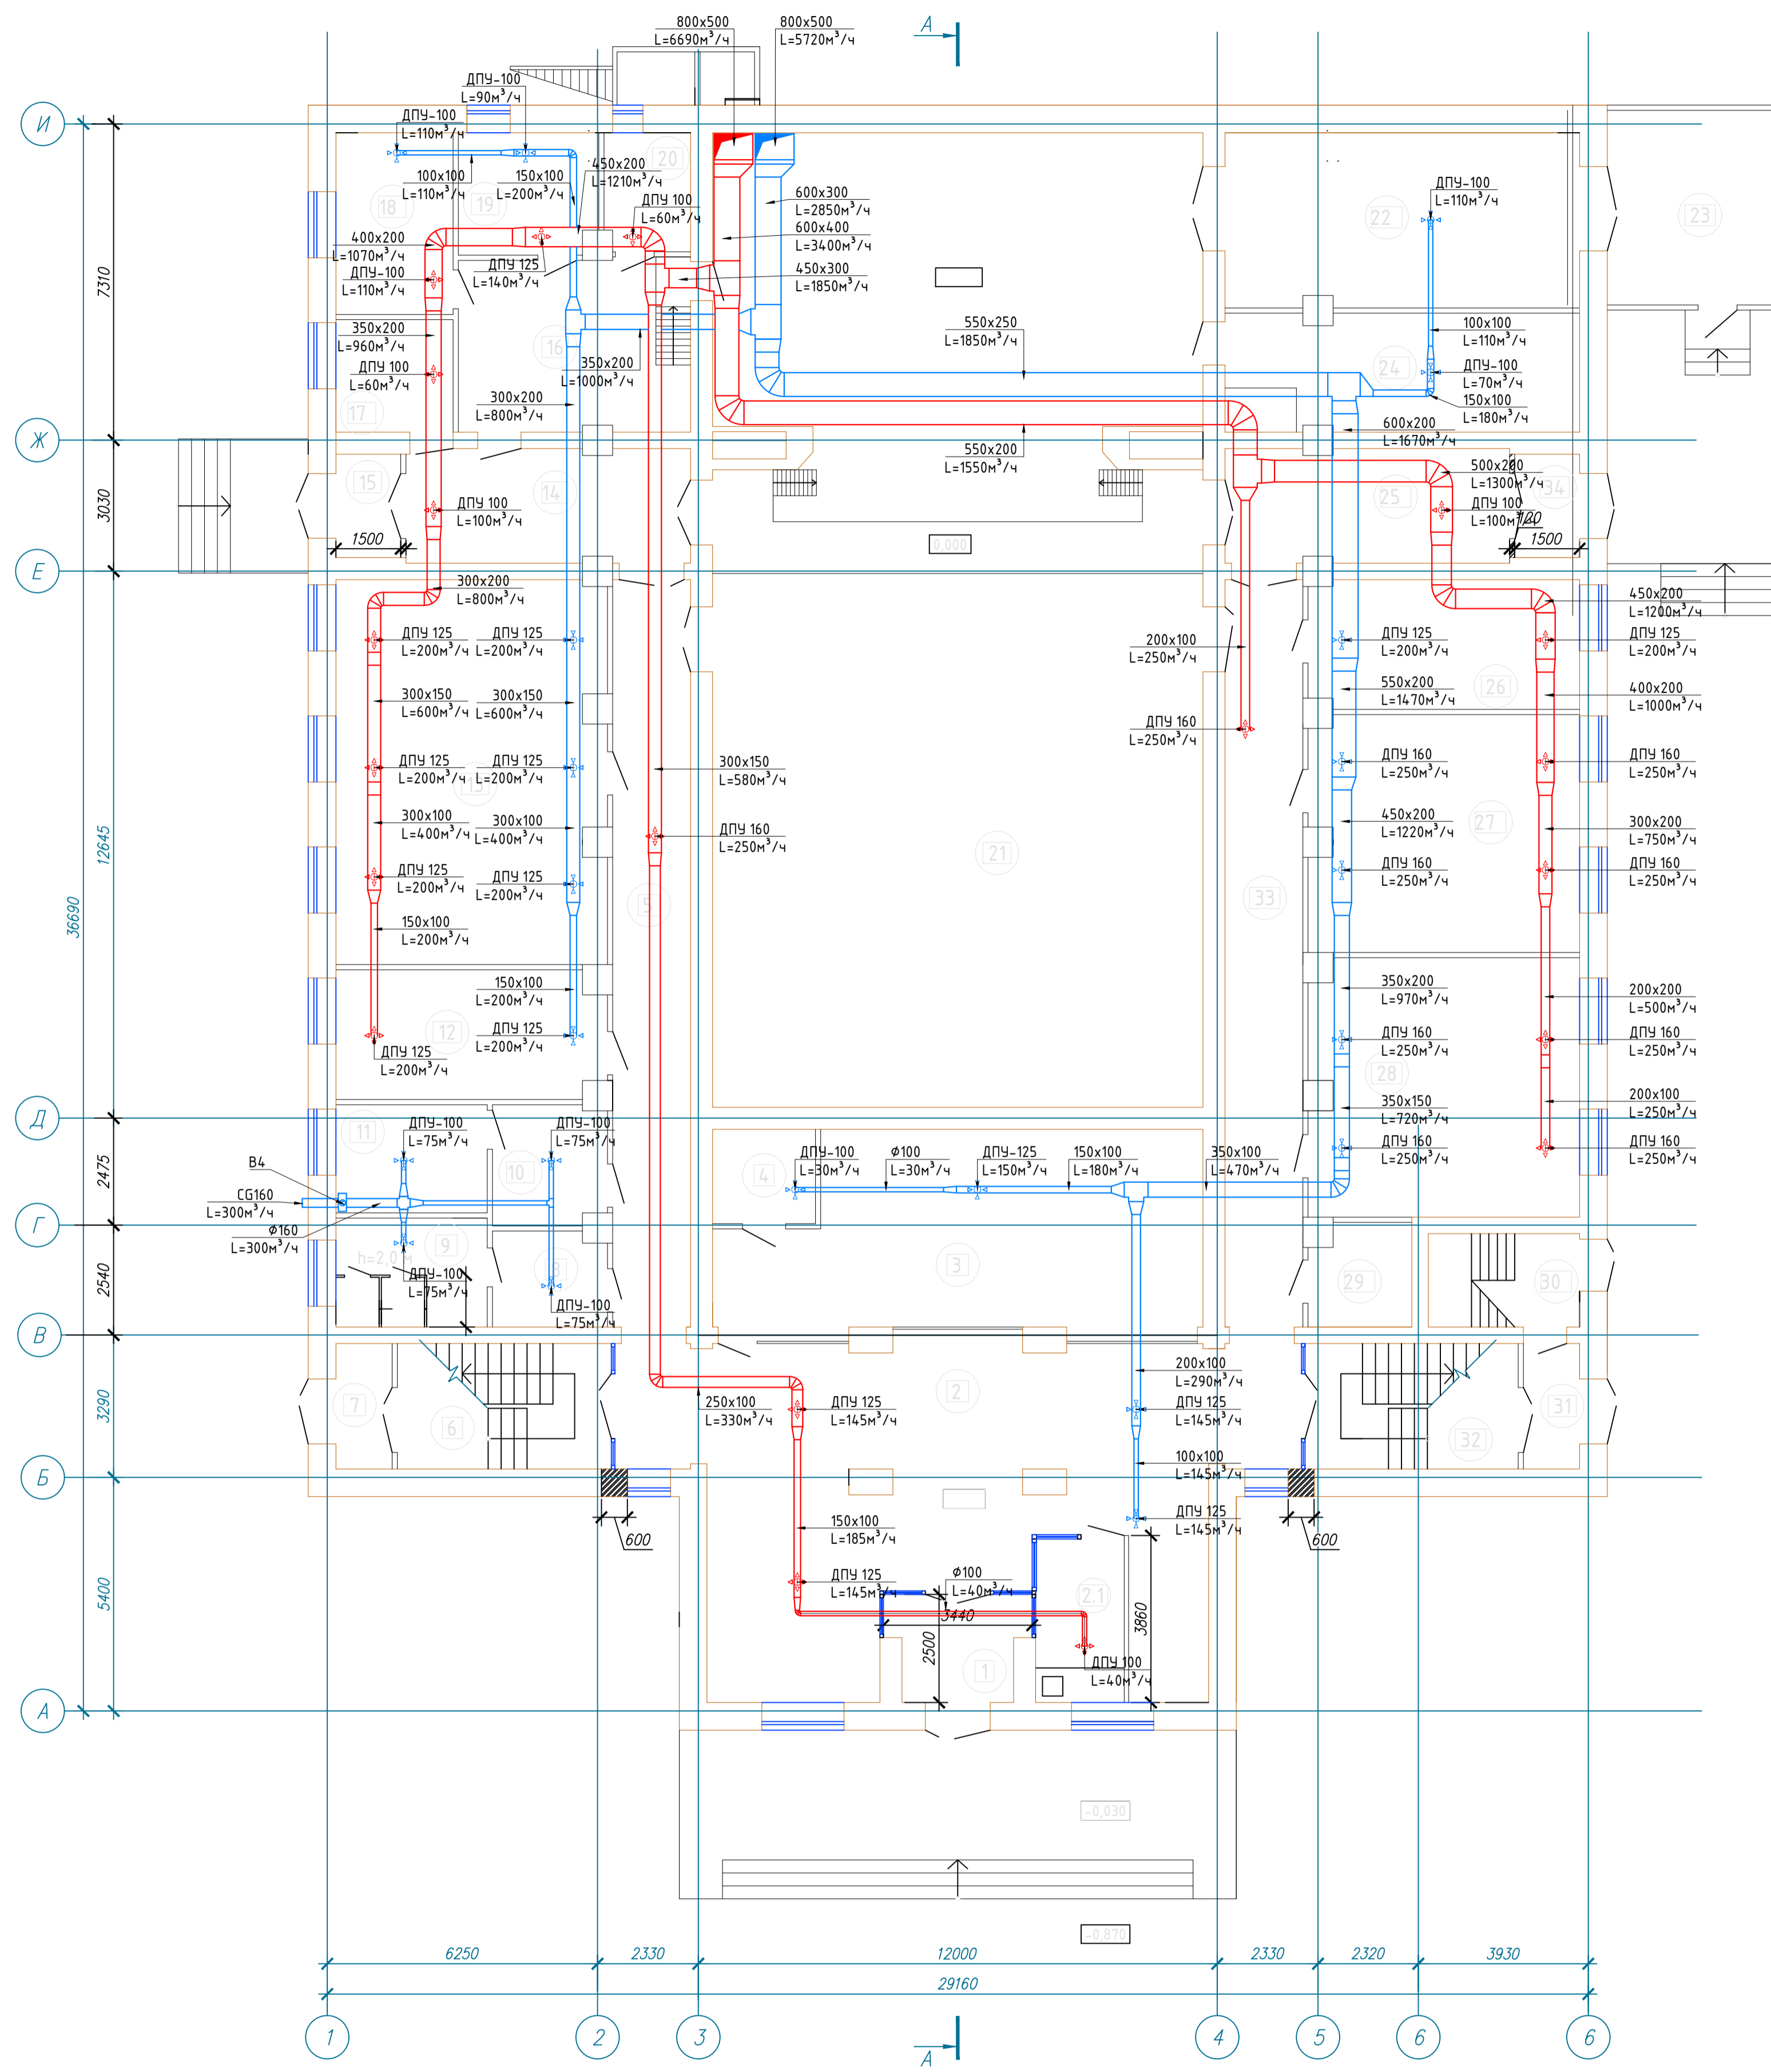 800x500
L=6690м³/ч
800x500
L=5720м³/ч
А
ДПУ-100
L=90м³/ч
ДПУ-100
L=110м³/ч
И
20
450x200
L=1210м³/ч
100x100
L=110м³/ч
150x100
L=200м³/ч
18
19
ДПУ 100
L=60м³/ч
600x300
L=2850м³/ч
600x400
L=3400м³/ч
450x300
L=1850м³/ч
ДПУ-100
L=110м³/ч
22
23
400x200
L=1070м³/ч
ДПУ-100
L=110м³/ч
ДПУ 125
L=140м³/ч
7310
350x200
L=960м³/ч
ДПУ 100
L=60м³/ч
16
350x200
L=1000м³/ч
550x250
L=1850м³/ч
100x100
L=110м³/ч
24
ДПУ-100
L=70м³/ч
150x100
L=180м³/ч
17
300x200
L=800м³/ч
600x200
L=1670м³/ч
Ж
550x200
L=1550м³/ч
15
14
500x200
L=1300м³/ч
25
34
3030
ДПУ 100
L=100м³/ч
ДПУ 100
L=100м³/ч
120
1500
1500
0,000
Е
300x200
L=800м³/ч
450x200
L=1200м³/ч
ДПУ 125
L=200м³/ч
ДПУ 125
L=200м³/ч
200x100
L=250м³/ч
ДПУ 125
L=200м³/ч
ДПУ 125
L=200м³/ч
300x150
L=600м³/ч
300x150
L=600м³/ч
550x200
L=1470м³/ч
26
400x200
L=1000м³/ч
ДПУ 160
L=250м³/ч
ДПУ 125
L=200м³/ч
ДПУ 125
L=200м³/ч
13
300x150
L=580м³/ч
ДПУ 160
L=250м³/ч
ДПУ 160
L=250м³/ч
12645
36690
300x100
L=400м³/ч
300x100
L=400м³/ч
ДПУ 160
L=250м³/ч
450x200
L=1220м³/ч
27
300x200
L=750м³/ч
21
ДПУ 125
L=200м³/ч
ДПУ 125
L=200м³/ч
5
33
ДПУ 160
L=250м³/ч
ДПУ 160
L=250м³/ч
150x100
L=200м³/ч
150x100
L=200м³/ч
350x200
L=970м³/ч
200x200
L=500м³/ч
12
ДПУ 125
L=200м³/ч
ДПУ 125
L=200м³/ч
ДПУ 160
L=250м³/ч
ДПУ 160
L=250м³/ч
28
Д
350x150
L=720м³/ч
200x100
L=250м³/ч
11
ДПУ-100
L=75м³/ч
ДПУ-100
L=75м³/ч
ДПУ 160
L=250м³/ч
ДПУ 160
L=250м³/ч
2475
В4
CG160
L=300м³/ч
10
4
ДПУ-100
L=30м³/ч
ϕ100
L=30м³/ч
ДПУ-125
L=150м³/ч
150x100
L=180м³/ч
350x100
L=470м³/ч
Г
ϕ160
L=300м³/ч
h=2,0 м
9
8
3
29
30
2540
ДПУ-100
L=75м³/ч
ДПУ-100
L=75м³/ч
В
3290
7
6
250x100
L=330м³/ч
ДПУ 125
L=145м³/ч
2
200x100
L=290м³/ч
ДПУ 125
L=145м³/ч
31
32
Б
100x100
L=145м³/ч
ДПУ 125
L=145м³/ч
600
600
5400
150x100
L=185м³/ч
ДПУ 125
L=145м³/ч
ϕ100
L=40м³/ч
2.1
3440
2500
3860
1
ДПУ 100
L=40м³/ч
А
-0,030
-0,870
6250
2330
12000
2330
2320
3930
29160
1
2
3
4
5
6
6
А